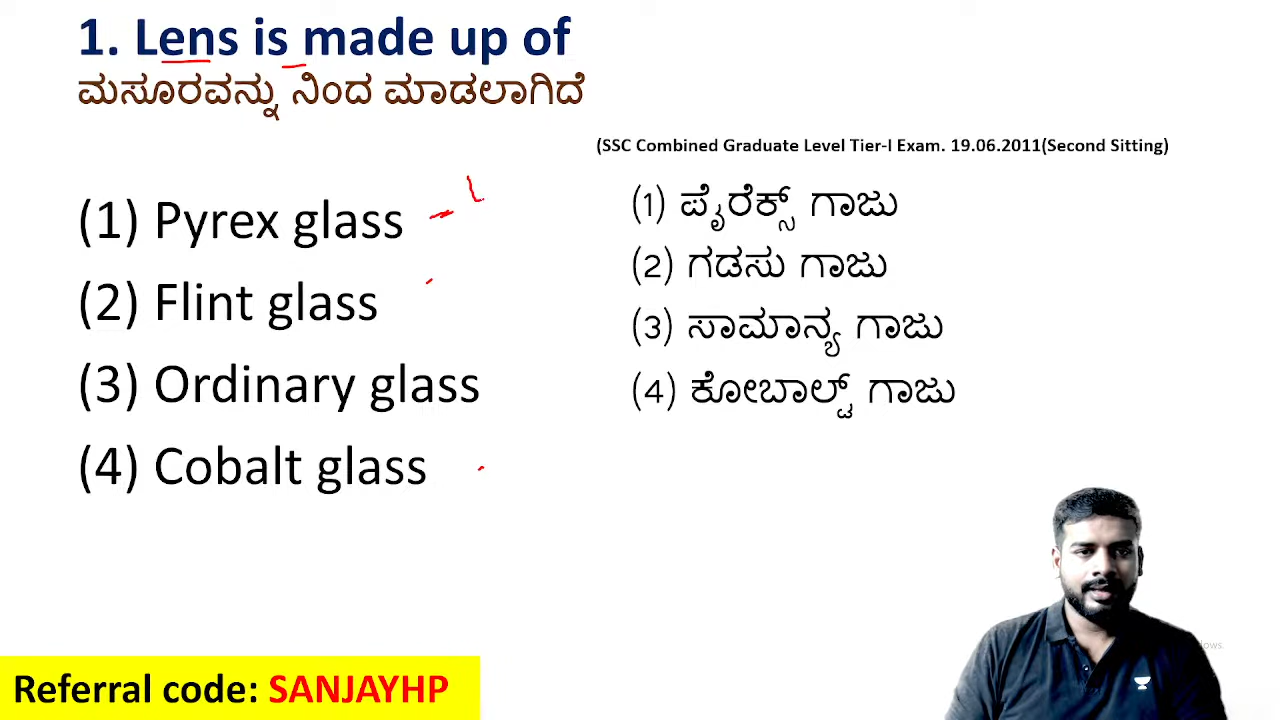 1. Lens is made up of
ಮಸೂರವನ್ನು ನಿಂದ ಮಾಡಲಾಗಿದೆ
(SSC Combined Graduate Level Tier-I Exam. 19.06.2011(Second Sitting)
(1) Pyrex glass
(2) Flint glass
(3) Ordinary glass
(4) Cobalt glass
(1) ಪೈರೆಕ್ಸ್ ಗಾಜು
(2) ಗಡಸು ಗಾಜು
(3) ಸಾಮಾನ್ಯ ಗಾಜು
(4) ಕೋಬಾಲ್ಟ್ ಗಾಜು
Referral code: SANJAYHP